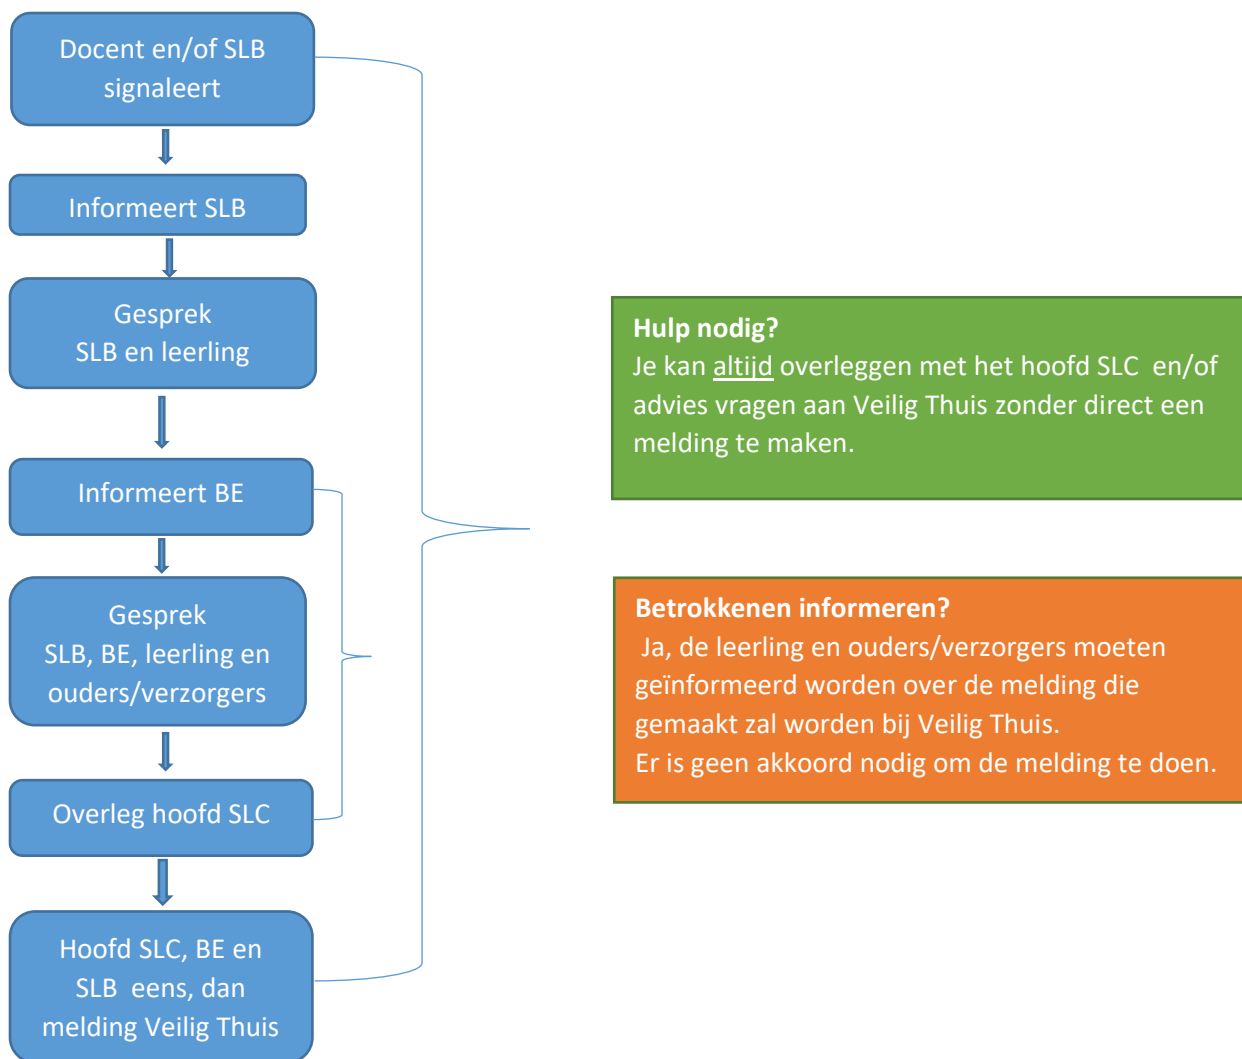 Docent en/of SLB
signaleert
Informeert SLB
Gesprek
SLB en leerling
Informeert BE
Gesprek
SLB, BE, leerling en
ouders/verzorgers
Overleg hoofd SLC
Hoofd SLC, BE en
SLB eens, dan
melding Veilig Thuis
Hulp nodig?
Je kan altijd overleggen met het hoofd SLC en/of
advies vragen aan Veilig Thuis zonder direct een
melding te maken.
Betrokkenen informeren?
Ja, de leerling en ouders/verzorgers moeten
geïnformeerd worden over de melding die
gemaakt zal worden bij Veilig Thuis.
Er is geen akkoord nodig om de melding te doen.